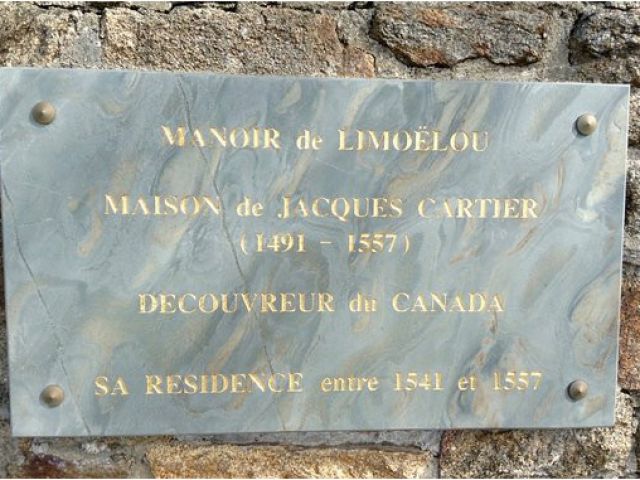 MANOIR de LIMOËLOU
MAISON de JACQUES CARTIER
(1491 - 1557)
DECOUVREUR du CANADA
SA RESIDENCE entre 1541 et 1557